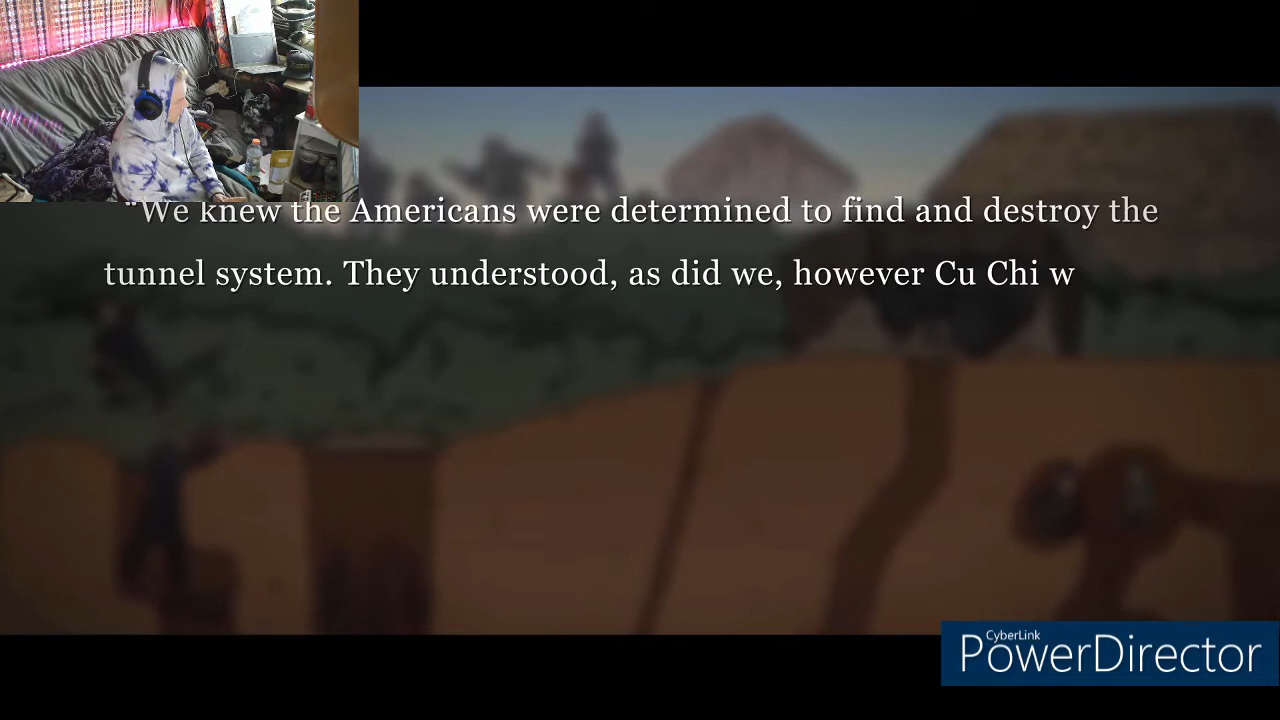 "We knew the Americans were determined to find and destroy the
tunnel system. They understood, as did we, however Cu Chi w
CyberLink
PowerDirector